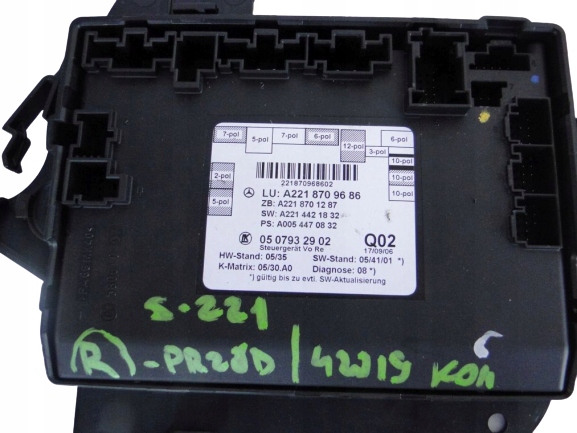 7-pol 5-pol 7-pol 6-pol 12-pol 3-pol 6-pol
10-pol
2-pol 10-pol
5-pol 10-pol
221870968602
LU: A221 870 96 86
ZB: A221 870 12 87
SW: A221 442 18 32
PS: A005 447 08 32
05 0793 29 02 Q02
Steuergerät Vo Re 17/09/06
HW-Stand: 05/35 SW-Stand: 05/41/01 *)
K-Matrix: 05/30.A0 Diagnose: 08 *)
*) gültig bis zu evtl. SW-Aktualisierung
S-221
R -PRZÓD / 42819 KOM